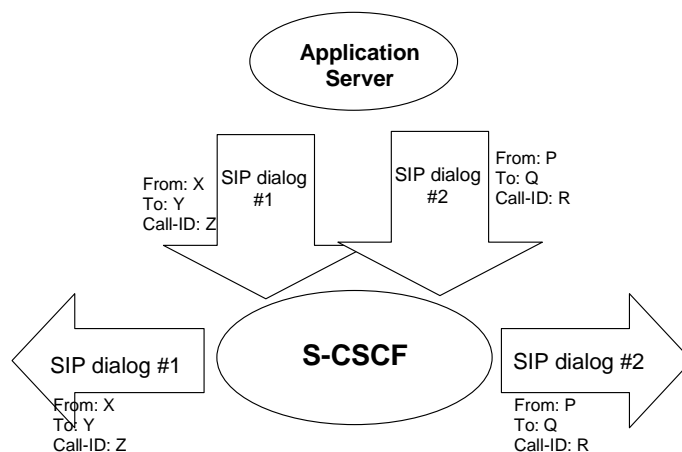 Application
Server
From: X
To: Y
Call-ID: Z
SIP dialog
#1
SIP dialog
#2
From: P
To: Q
Call-ID: R
S-CSCF
SIP dialog #1
From: X
To: Y
Call-ID: Z
SIP dialog #2
From: P
To: Q
Call-ID: R